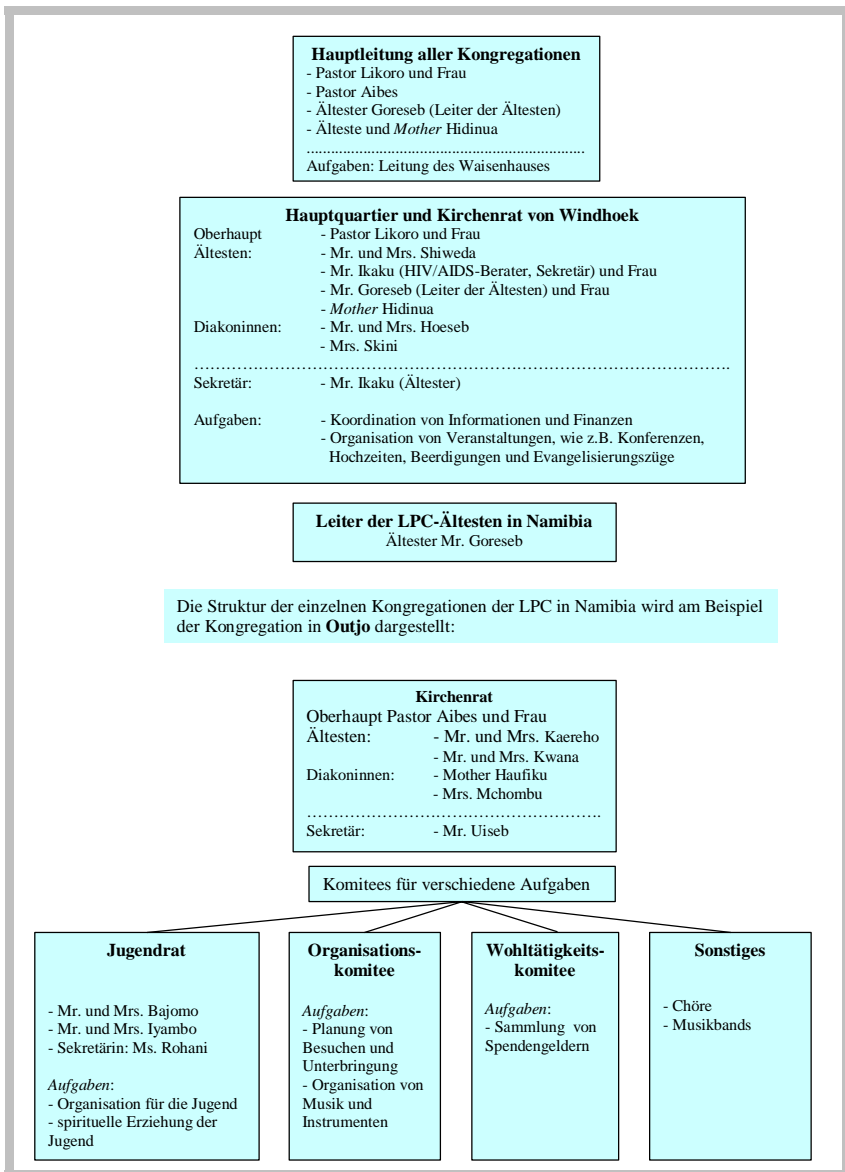 Hauptleitung aller Kongregationen
- Pastor Likoro und Frau
- Pastor Aibes
- Ältester Goreseb (Leiter der Ältesten)
- Älteste und Mother Hidinua
....................................................................
Aufgaben: Leitung des Waisenhauses
Hauptquartier und Kirchenrat von Windhoek
Oberhaupt - Pastor Likoro und Frau
Ältesten: - Mr. und Mrs. Shiweda
- Mr. Ikaku (HIV/AIDS-Berater, Sekretär) und Frau
- Mr. Goreseb (Leiter der Ältesten) und Frau
- Mother Hidinua
Diakoninnen: - Mr. und Mrs. Hoeseb
- Mrs. Skini
………………………………………………………………………………….
Sekretär: - Mr. Ikaku (Ältester)
Aufgaben: - Koordination von Informationen und Finanzen
- Organisation von Veranstaltungen, wie z.B. Konferenzen,
Hochzeiten, Beerdigungen und Evangelisierungszüge
Leiter der LPC-Ältesten in Namibia
Ältester Mr. Goreseb
Die Struktur der einzelnen Kongregationen der LPC in Namibia wird am Beispiel
der Kongregation in Outjo dargestellt:
Kirchenrat
Oberhaupt Pastor Aibes und Frau
Ältesten: - Mr. und Mrs. Kaereho
- Mr. und Mrs. Kwana
Diakoninnen: - Mother Haufiku
- Mrs. Mchombu
……………………………………………….
Sekretär: - Mr. Uiseb
Komitees für verschiedene Aufgaben
Jugendrat
- Mr. und Mrs. Bajomo
- Mr. und Mrs. Iyambo
- Sekretärin: Ms. Rohani
Aufgaben:
- Organisation für die Jugend
- spirituelle Erziehung der
Jugend
Organisations-
komitee
Aufgaben:
- Planung von
Besuchen und
Unterbringung
- Organisation von
Musik und
Instrumenten
Wohltätigkeits-
komitee
Aufgaben:
- Sammlung von
Spendengeldern
Sonstiges
- Chöre
- Musikbands